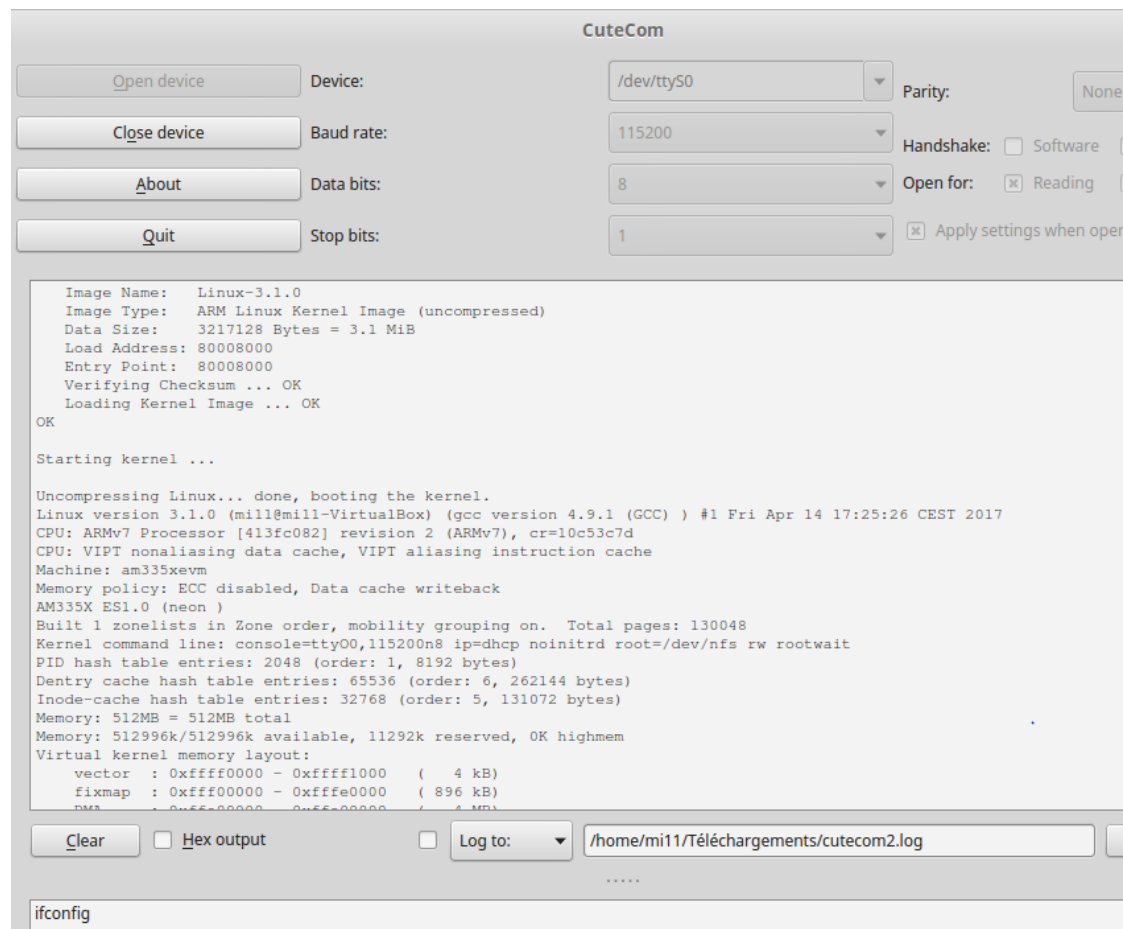 CuteCom
Open device
Device:
/dev/ttyS0
Parity:
None
Close device
Baud rate:
115200
Handshake:
Software
About
Data bits:
8
Open for:
Reading
Quit
Stop bits:
1
Apply settings when oper
Image Name:   Linux-3.1.0
Image Type:   ARM Linux Kernel Image (uncompressed)
Data Size:    3217128 Bytes = 3.1 MiB
Load Address: 80008000
Entry Point:  80008000
Verifying Checksum ... OK
Loading Kernel Image ... OK
OK
Starting kernel ...
Uncompressing Linux... done, booting the kernel.
Linux version 3.1.0 (mi11@mi11-VirtualBox) (gcc version 4.9.1 (GCC) ) #1 Fri Apr 14 17:25:26 CEST 2017
CPU: ARMv7 Processor [413fc082] revision 2 (ARMv7), cr=10c53c7d
CPU: VIPT nonaliasing data cache, VIPT aliasing instruction cache
Machine: am335xevm
Memory policy: ECC disabled, Data cache writeback
AM335X ES1.0 (neon )
Built 1 zonelists in Zone order, mobility grouping on.  Total pages: 130048
Kernel command line: console=ttyO0,115200n8 ip=dhcp noinitrd root=/dev/nfs rw rootwait
PID hash table entries: 2048 (order: 1, 8192 bytes)
Dentry cache hash table entries: 65536 (order: 6, 262144 bytes)
Inode-cache hash table entries: 32768 (order: 5, 131072 bytes)
Memory: 512MB = 512MB total
Memory: 512996k/512996k available, 11292k reserved, 0K highmem
Virtual kernel memory layout:
vector  : 0xffff0000 - 0xffff1000   (   4 kB)
fixmap  : 0xfff00000 - 0xfffe0000   ( 896 kB)
Clear
Hex output
Log to:
/home/mi11/Téléchargements/cutecom2.log
ifconfig